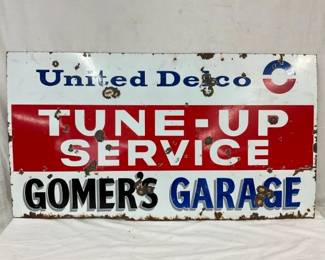 United Delco
TUNE-UP
SERVICE
GOMER'S GARAGE